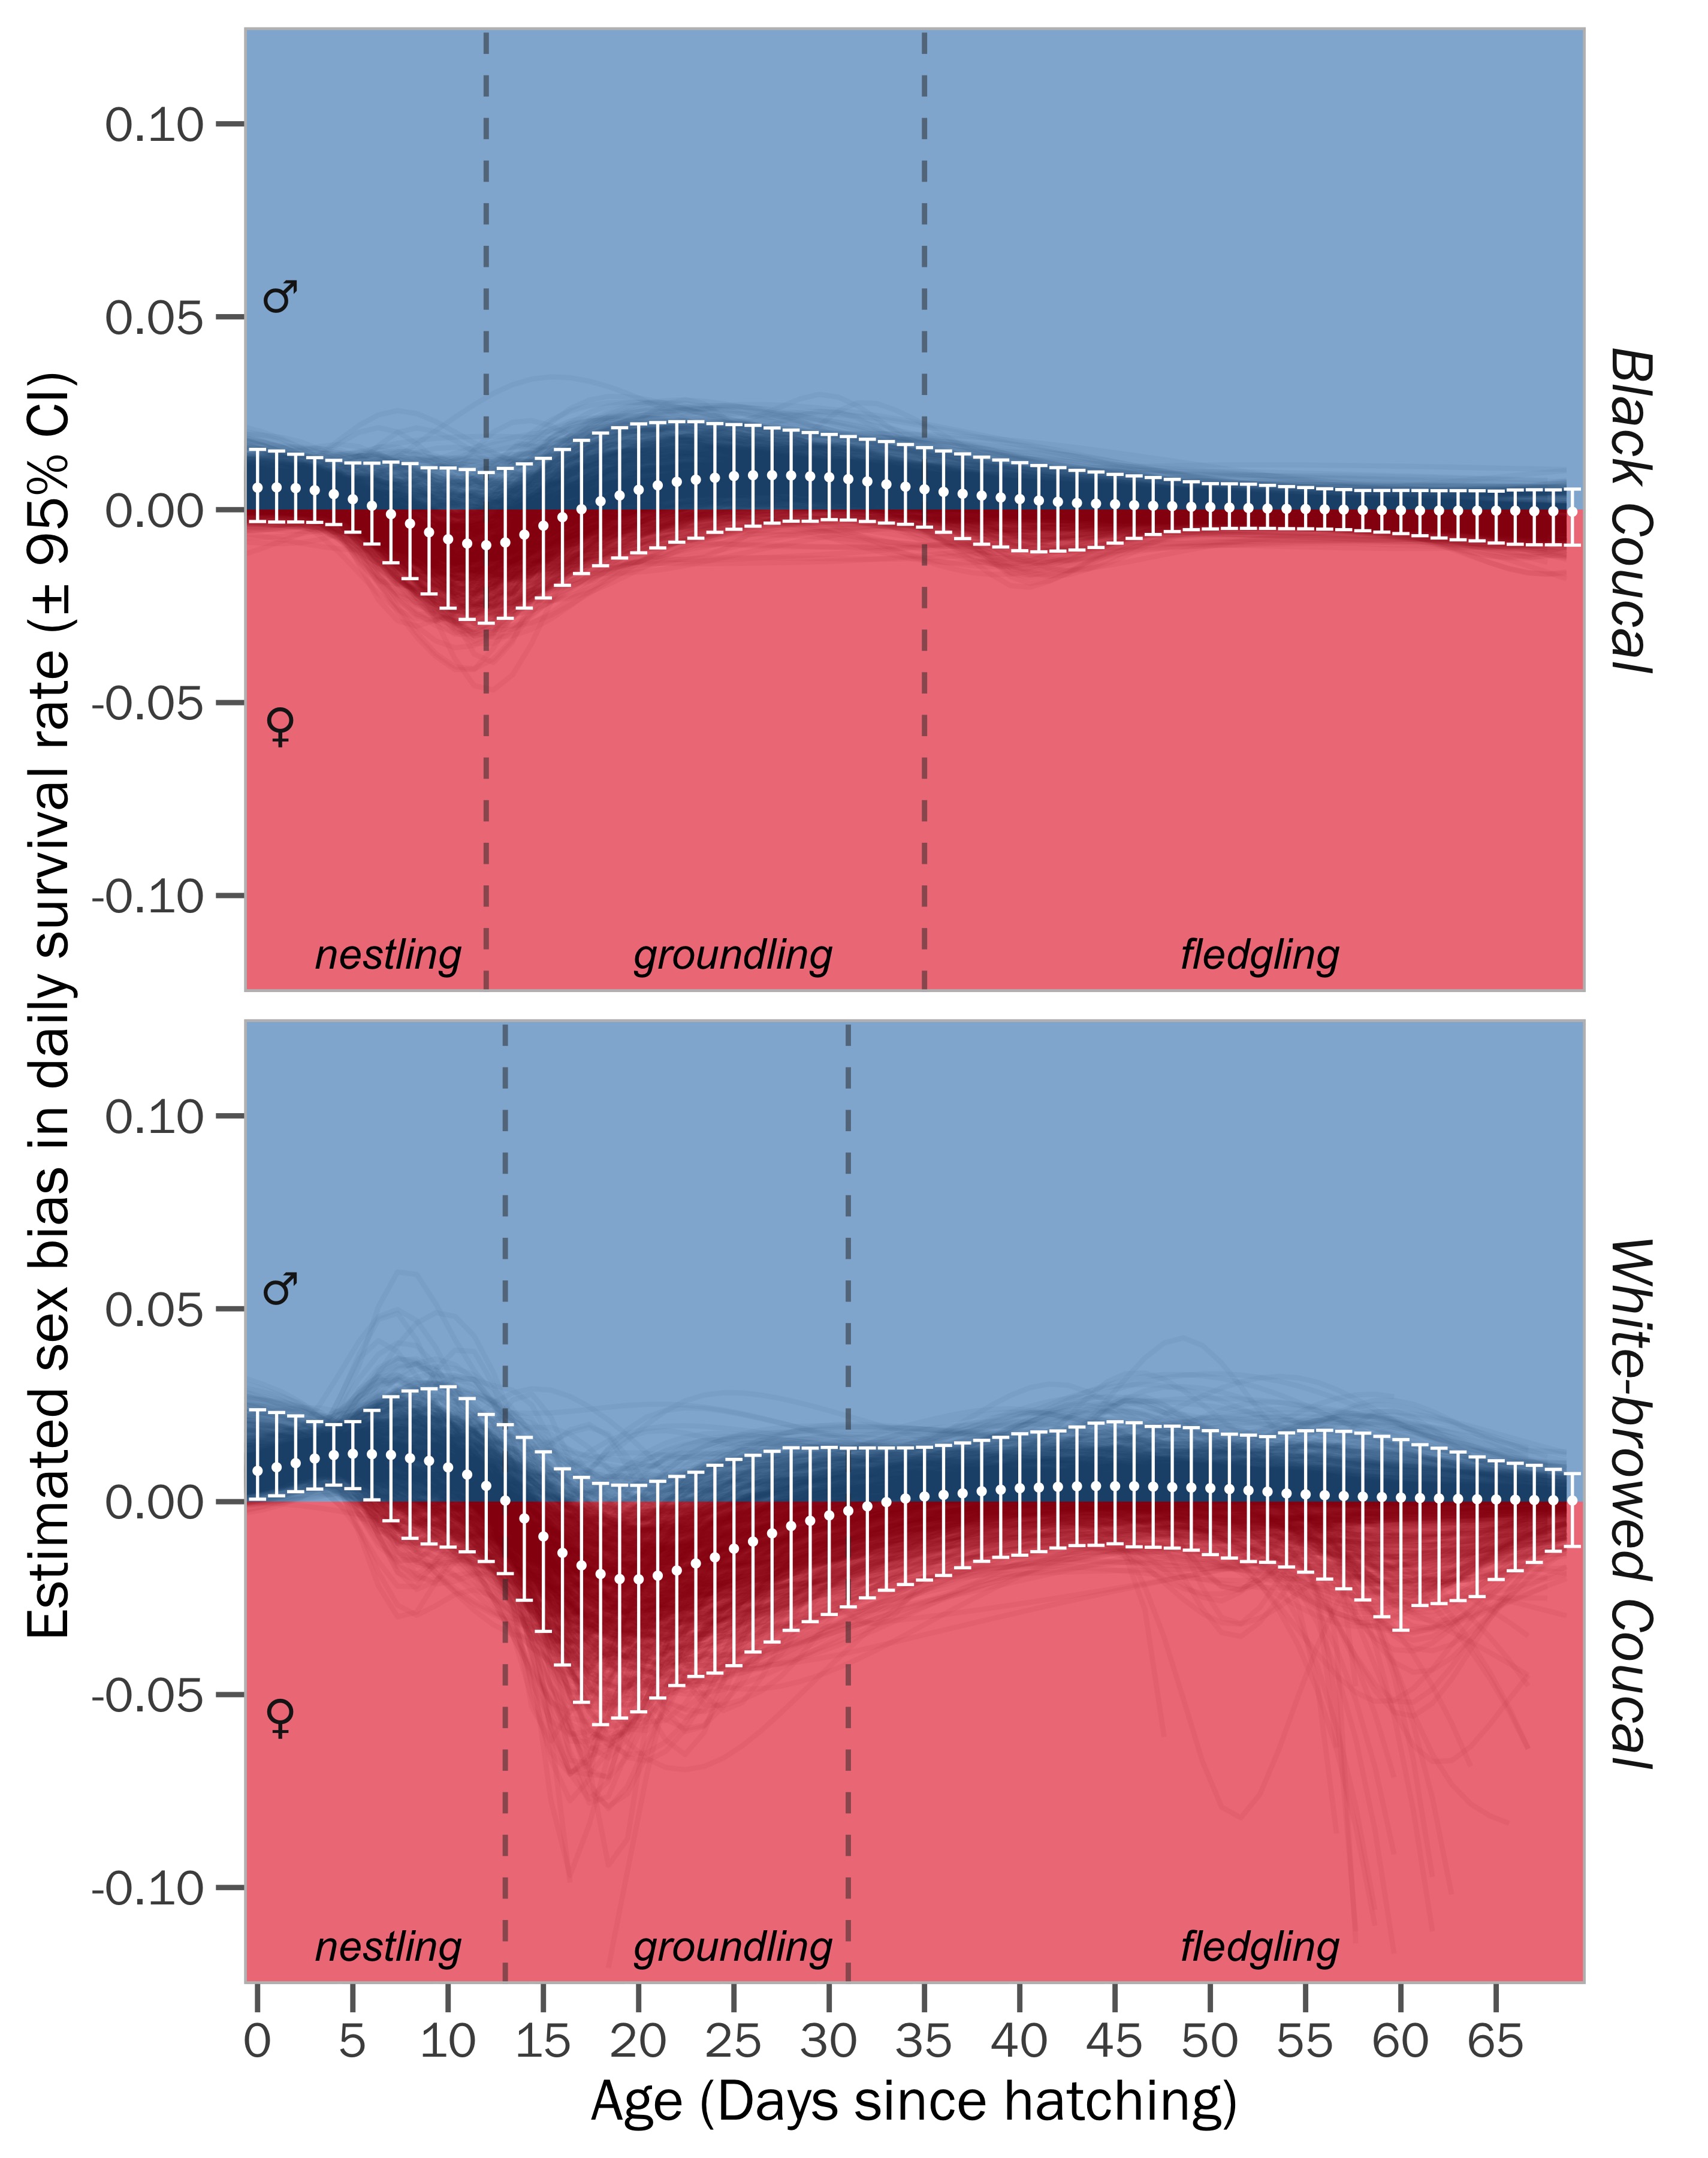 Estimated sex bias in daily survival rate (± 95% CI)
0.10
0.05
0.00
-0.05
-0.10
♂
♀
nestling groundling fledgling
Black Coucal
0.10
0.05
0.00
-0.05
-0.10
♂
♀
nestling groundling fledgling
White-browed Coucal
0 5 10 15 20 25 30 35 40 45 50 55 60 65
Age (Days since hatching)